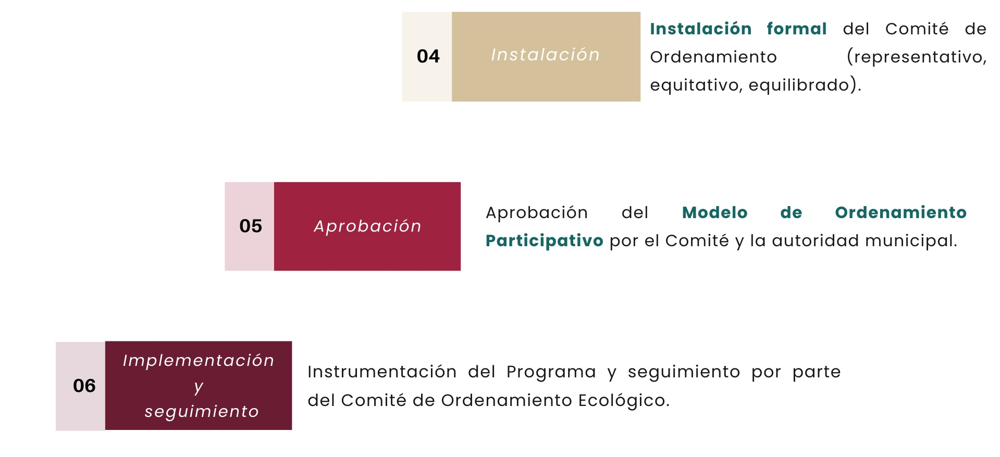 04
Instalación
Instalación formal del Comité de
Ordenamiento (representativo,
equitativo, equilibrado).
05
Aprobación
Aprobación del Modelo de Ordenamiento
Participativo por el Comité y la autoridad municipal.
06
Implementación
y
seguimiento
Instrumentación del Programa y seguimiento por parte
del Comité de Ordenamiento Ecológico.